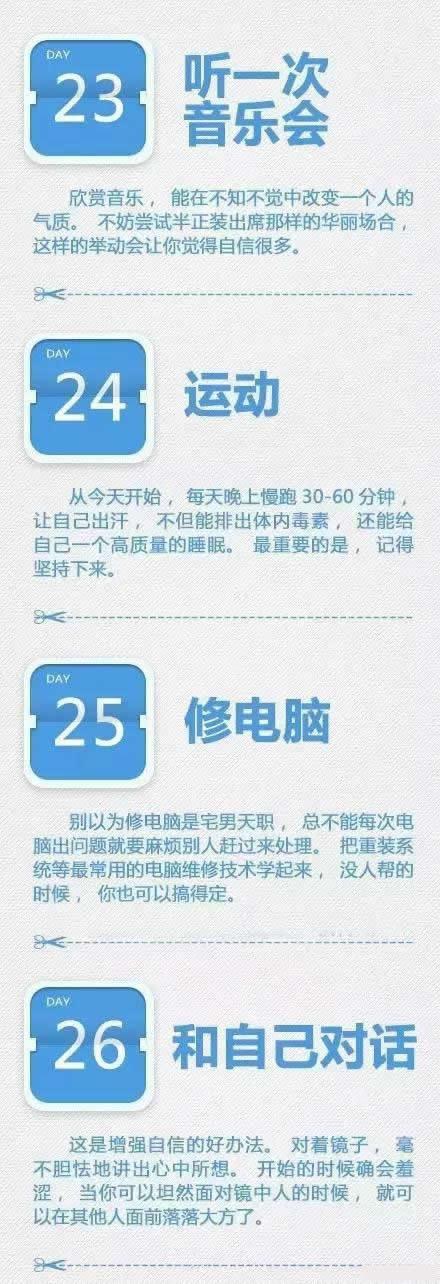 DAY
23
听一次
音乐会
欣赏音乐，能在不知不觉中改变一个人的
气质。不妨尝试半正装出席那样的华丽场合，
这样的举动会让你觉得自信很多。
DAY
24
运动
从今天开始，每天晚上慢跑30-60分钟，
让自己出汗，不但能排出体内毒素，还能给
自己一个高质量的睡眠。最重要的是，记得
坚持下来。
DAY
25
修电脑
别以为修电脑是宅男天职，总不能每次电
脑出问题就要麻烦别人赶过来处理。把重装系
统等最常用的电脑维修技术学起来，没人帮的
时候，你也可以搞得定。
DAY
26
和自己对话
这是增强自信的好办法。对着镜子，毫
不胆怯地讲出心中所想。开始的时候确会羞
涩，当你可以坦然面对镜中人的时候，就可
以在其他人面前落落大方了。